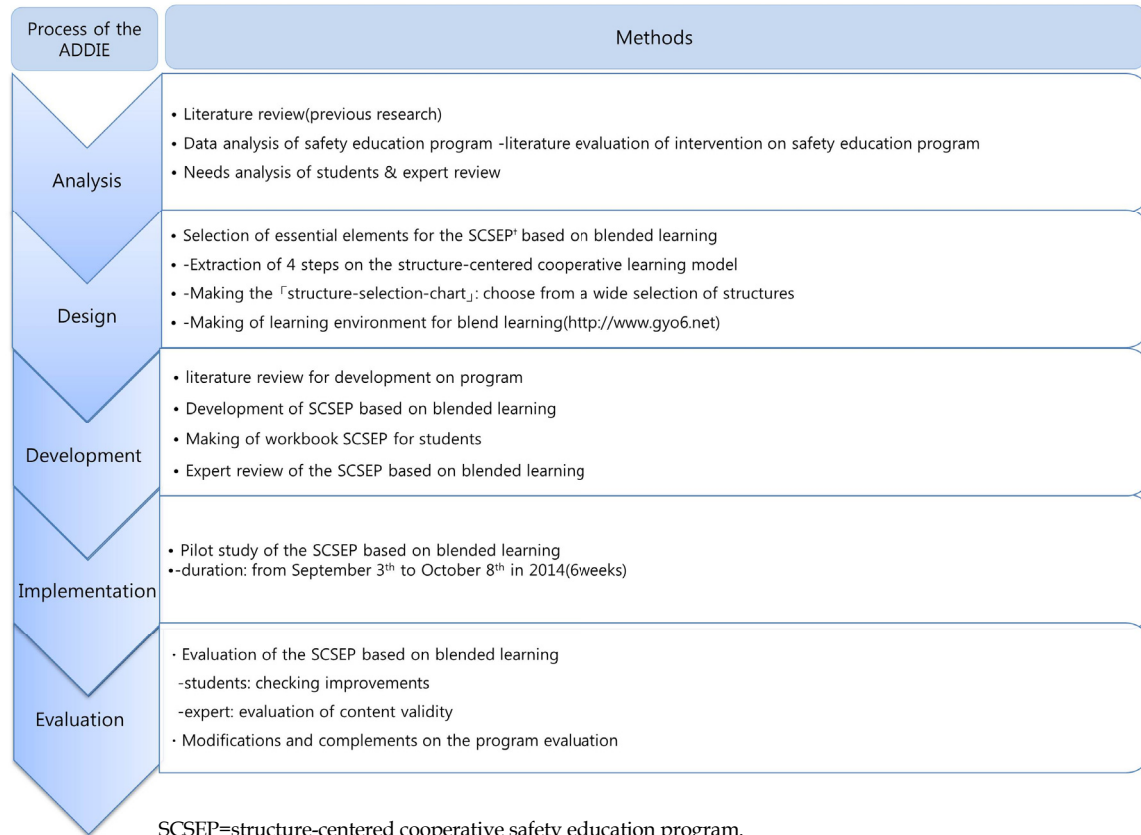 Process of the
ADDIE
Methods
Analysis
• Literature review(previous research)
• Data analysis of safety education program -literature evaluation of intervention on safety education program
• Needs analysis of students & expert review
Design
• Selection of essential elements for the SCSEP† based on blended learning
• -Extraction of 4 steps on the structure-centered cooperative learning model
• -Making the「structure-selection-chart」: choose from a wide selection of structures
• -Making of learning environment for blend learning(http://www.gyo6.net)
Development
• literature review for development on program
• Development of SCSEP based on blended learning
• Making of workbook SCSEP for students
• Expert review of the SCSEP based on blended learning
Implementation
• Pilot study of the SCSEP based on blended learning
•-duration: from September 3th to October 8th in 2014(6weeks)
Evaluation
· Evaluation of the SCSEP based on blended learning
-students: checking improvements
-expert: evaluation of content validity
· Modifications and complements on the program evaluation
SCSEP=structure-centered cooperative safety education program.